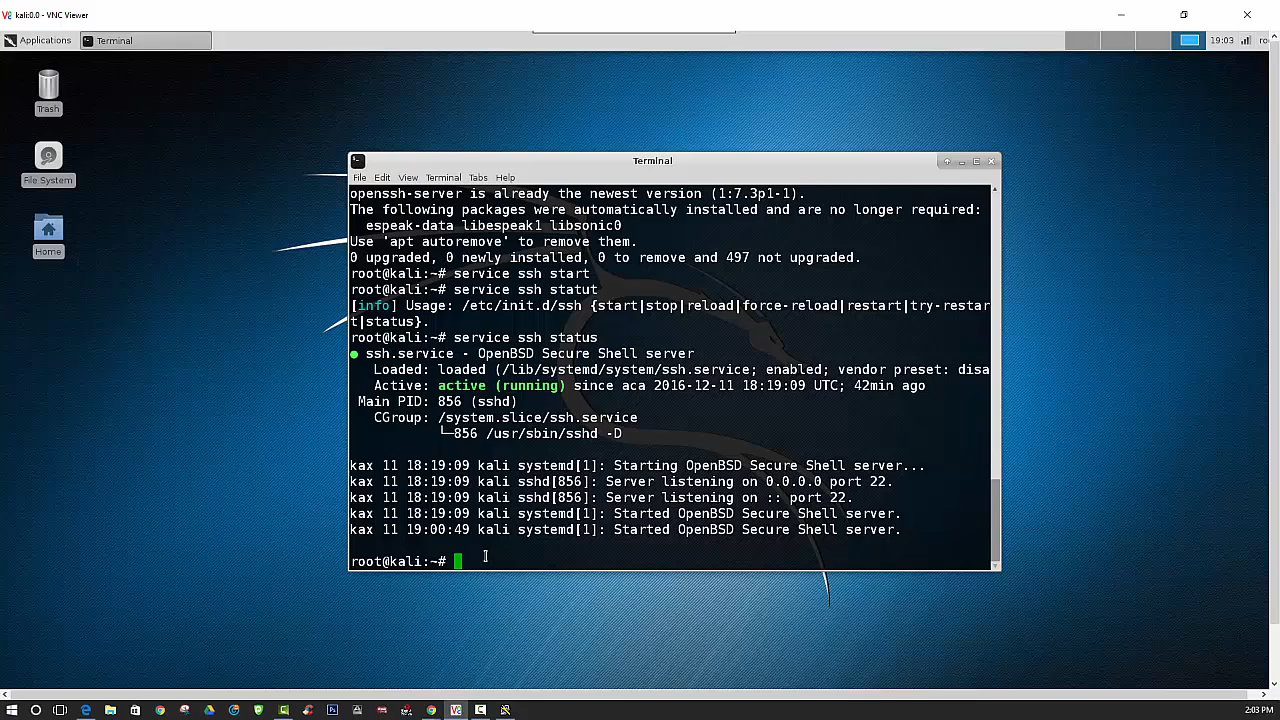 kali:0.0 - VNC Viewer
Applications
Terminal
19:03
ro
Trash
File System
Home
Terminal
File Edit View Terminal Tabs Help
openssh-server is already the newest version (1:7.3p1-1).
The following packages were automatically installed and are no longer required:
espeak-data libespeak1 libsonic0
Use 'apt autoremove' to remove them.
0 upgraded, 0 newly installed, 0 to remove and 497 not upgraded.
root@kali:~# service ssh start
root@kali:~# service ssh statut
[info] Usage: /etc/init.d/ssh {start|stop|reload|force-reload|restart|try-restar
t|status}.
root@kali:~# service ssh status
● ssh.service - OpenBSD Secure Shell server
Loaded: loaded (/lib/systemd/system/ssh.service; enabled; vendor preset: disa
Active: active (running) since aca 2016-12-11 18:19:09 UTC; 42min ago
Main PID: 856 (sshd)
CGroup: /system.slice/ssh.service
└─856 /usr/sbin/sshd -D
kax 11 18:19:09 kali systemd[1]: Starting OpenBSD Secure Shell server...
kax 11 18:19:09 kali sshd[856]: Server listening on 0.0.0.0 port 22.
kax 11 18:19:09 kali sshd[856]: Server listening on :: port 22.
kax 11 18:19:09 kali systemd[1]: Started OpenBSD Secure Shell server.
kax 11 19:00:49 kali systemd[1]: Started OpenBSD Secure Shell server.
root@kali:~#
2:03 PM